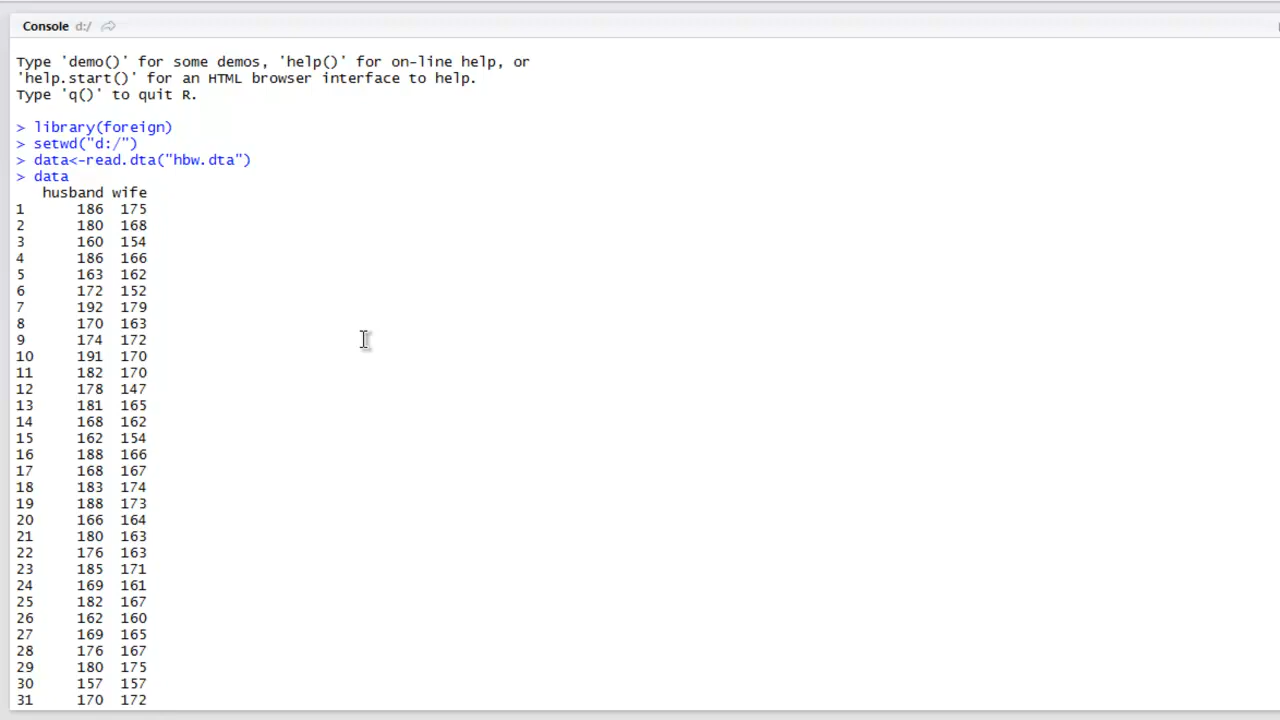 Console d:/
Type 'demo()' for some demos, 'help()' for on-line help, or
'help.start()' for an HTML browser interface to help.
Type 'q()' to quit R.
> library(foreign)
> setwd("d:/")
> data<-read.dta("hbw.dta")
> data
husband wife
1 186 175
2 180 168
3 160 154
4 186 166
5 163 162
6 172 152
7 192 179
8 170 163
9 174 172
10 191 170
11 182 170
12 178 147
13 181 165
14 168 162
15 162 154
16 188 166
17 168 167
18 183 174
19 188 173
20 166 164
21 180 163
22 176 163
23 185 171
24 169 161
25 182 167
26 162 160
27 169 165
28 176 167
29 180 175
30 157 157
31 170 172